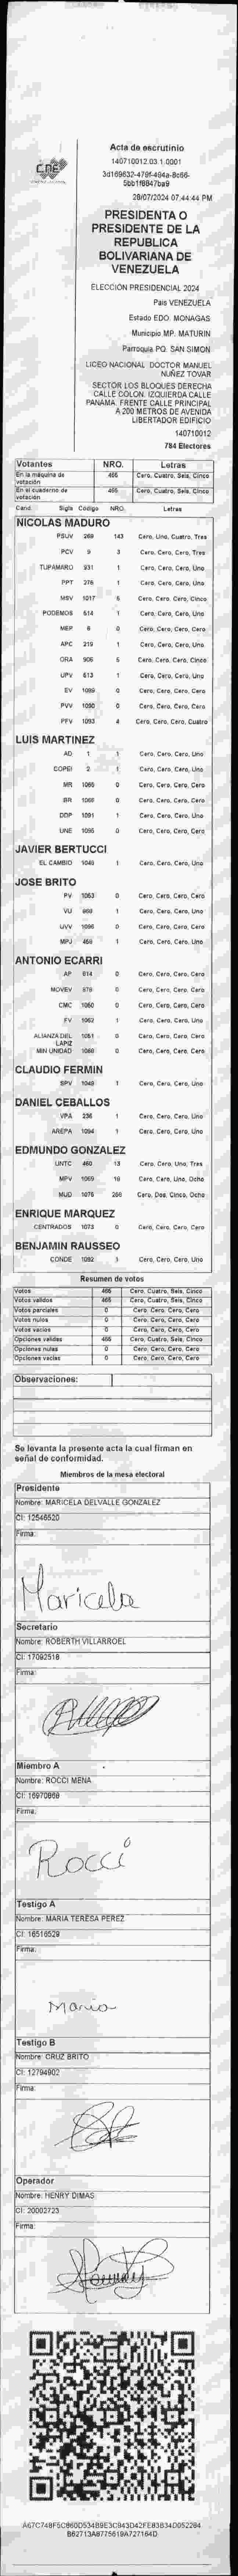 Acta de escrutinio
140710012.03.1.0001
3d169632-479f-494a-8c66-
5bb1f6847ba9
28/07/2024 07:44:44 PM
CNE
PRESIDENTA O
PRESIDENTE DE LA
REPUBLICA
BOLIVARIANA DE
VENEZUELA
ELECCIÓN PRESIDENCIAL 2024
Pais VENEZUELA
Estado EDO. MONAGAS
Municipio MP. MATURIN
Parroquia PQ. SAN SIMON
LICEO NACIONAL DOCTOR MANUEL
NUÑEZ TOVAR
SECTOR LOS BLOQUES DERECHA
CALLE COLON. IZQUIERDA CALLE
PANAMA. FRENTE CALLE PRINCIPAL
A 200 METROS DE AVENIDA
LIBERTADOR EDIFICIO
140710012
784 Electores
Votantes NRO. Letras
En la máquina de votación 465 Cero, Cuatro, Seis, Cinco
En el cuaderno de votación 465 Cero, Cuatro, Seis, Cinco
Cand. Sigla Código NRO. Letras
NICOLAS MADURO
PSUV 269 143 Cero, Uno, Cuatro, Tres
PCV 9 3 Cero, Cero, Cero, Tres
TUPAMARO 931 1 Cero, Cero, Cero, Uno
PPT 276 1 Cero, Cero, Cero, Uno
MSV 1017 5 Cero, Cero, Cero, Cinco
PODEMOS 514 1 Cero, Cero, Cero, Uno
MEP 6 0 Cero, Cero, Cero, Cero
APC 219 1 Cero, Cero, Cero, Uno
ORA 906 5 Cero, Cero, Cero, Cinco
UPV 613 1 Cero, Cero, Cero, Uno
EV 1099 0 Cero, Cero, Cero, Cero
PVV 1090 0 Cero, Cero, Cero, Cero
PFV 1093 4 Cero, Cero, Cero, Cuatro
LUIS MARTINEZ
AD 1 1 Cero, Cero, Cero, Uno
COPEI 2 1 Cero, Cero, Cero, Uno
MR 1065 0 Cero, Cero, Cero, Cero
BR 1066 0 Cero, Cero, Cero, Cero
DDP 1091 1 Cero, Cero, Cero, Uno
UNE 1095 0 Cero, Cero, Cero, Cero
JAVIER BERTUCCI
EL CAMBIO 1048 1 Cero, Cero, Cero, Uno
JOSE BRITO
PV 1053 0 Cero, Cero, Cero, Cero
VU 968 1 Cero, Cero, Cero, Uno
UVV 1096 0 Cero, Cero, Cero, Cero
MPJ 456 1 Cero, Cero, Cero, Uno
ANTONIO ECARRI
AP 914 0 Cero, Cero, Cero, Cero
MOVEV 979 0 Cero, Cero, Cero, Cero
CMC 1050 0 Cero, Cero, Cero, Cero
FV 1052 1 Cero, Cero, Cero, Uno
ALIANZA DEL LAPIZ 1051 0 Cero, Cero, Cero, Cero
MIN UNIDAD 1068 0 Cero, Cero, Cero, Cero
CLAUDIO FERMIN
SPV 1049 1 Cero, Cero, Cero, Uno
DANIEL CEBALLOS
VPA 236 1 Cero, Cero, Cero, Uno
AREPA 1094 1 Cero, Cero, Cero, Uno
EDMUNDO GONZALEZ
UNTC 460 13 Cero, Cero, Uno, Tres
MPV 1069 18 Cero, Cero, Uno, Ocho
MUD 1075 258 Cero, Dos, Cinco, Ocho
ENRIQUE MARQUEZ
CENTRADOS 1073 0 Cero, Cero, Cero, Cero
BENJAMIN RAUSSEO
CONDE 1092 1 Cero, Cero, Cero, Uno
Resumen de votos
Votos 465 Cero, Cuatro, Seis, Cinco
Votos válidos 465 Cero, Cuatro, Seis, Cinco
Votos parciales 0 Cero, Cero, Cero, Cero
Votos nulos 0 Cero, Cero, Cero, Cero
Votos vacíos 0 Cero, Cero, Cero, Cero
Opciones válidas 465 Cero, Cuatro, Seis, Cinco
Opciones nulas 0 Cero, Cero, Cero, Cero
Opciones vacías 0 Cero, Cero, Cero, Cero
Observaciones:
Se levanta la presente acta la cual firman en
señal de conformidad.
Miembros de la mesa electoral
Presidente
Nombre: MARICELA DELVALLE GONZALEZ
CI: 12546520
Firma:
Maricela
Secretario
Nombre: ROBERTH VILLARROEL
CI: 17092518
Firma:
Miembro A
Nombre: ROCCI MENA
CI: 16970868
Firma:
Rocci
Testigo A
Nombre: MARIA TERESA PEREZ
CI: 16516529
Firma:
Maria
Testigo B
Nombre: CRUZ BRITO
CI: 12794902
Firma:
Operador
Nombre: HENRY DIMAS
CI: 20002723
Firma:
A67C748F5C860D534B9E3C943D42FE83B34D052284
B62713A8775619A727164D